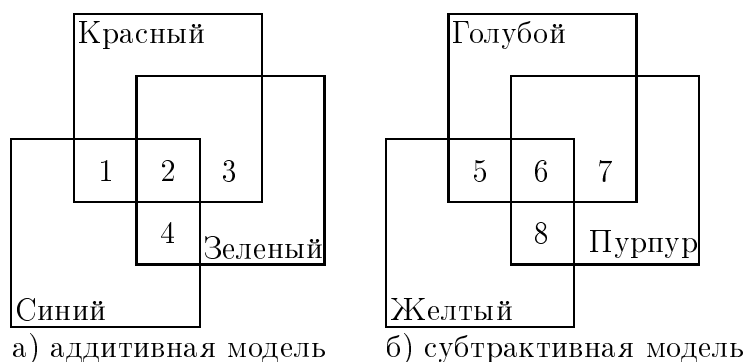 Красный Голубой
1 2 3 5 6 7
4 8
Зеленый Пурпур
Синий Желтый
а) аддитивная модель б) субтрактивная модель